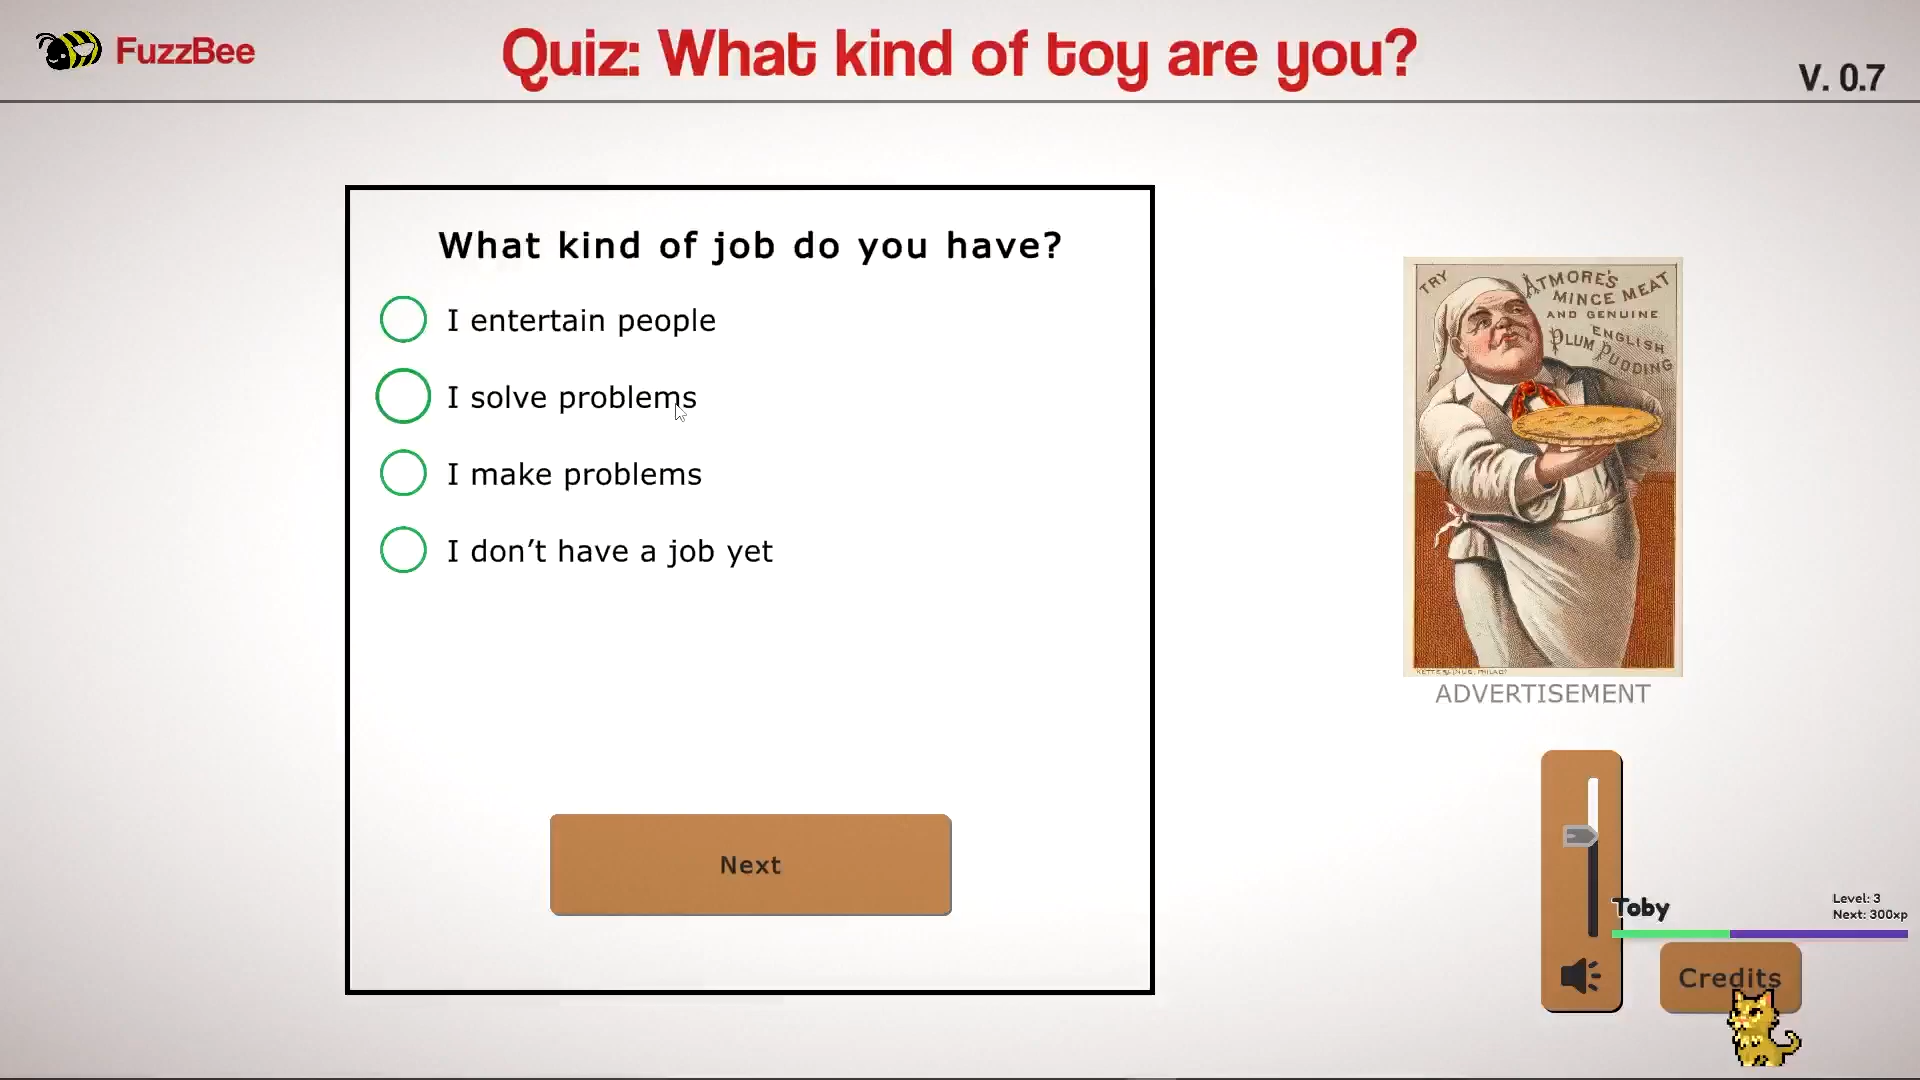 FuzzBee
Quiz: What kind of toy are you?
V. 0.7
What kind of job do you have?
I entertain people
I solve problems
I make problems
I don’t have a job yet
Next
TRY
ATMORE'S
MINCE MEAT
AND GENUINE
ENGLISH
PLUM PUDDING
KETTERLINUS, PHILADA
ADVERTISEMENT
Toby
Level: 3
Next: 300xp
Credits